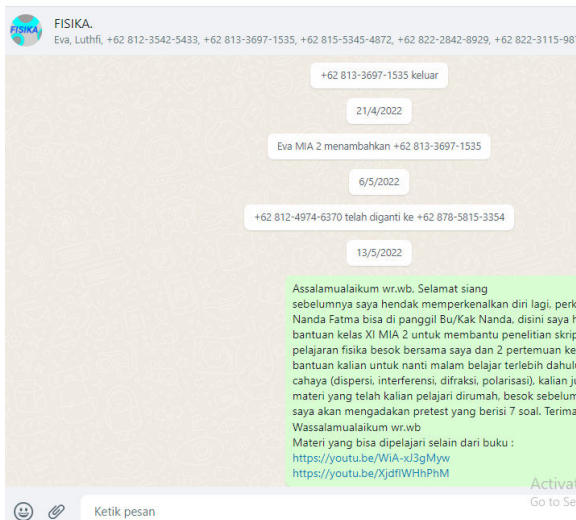 FISIKA
FISIKA.
Eva, Luthfi, +62 812-3542-5433, +62 813-3697-1535, +62 815-5345-4872, +62 822-2842-8929, +62 822-3115-987
+62 813-3697-1535 keluar
21/4/2022
Eva MIA 2 menambahkan +62 813-3697-1535
6/5/2022
+62 812-4974-6370 telah diganti ke +62 878-5815-3354
13/5/2022
Assalamualaikum wr.wb, Selamat siang
sebelumnya saya hendak memperkenalkan diri lagi, perk
Nanda Fatma bisa di panggil Bu/Kak Nanda, disini saya h
bantuan kelas XI MIA 2 untuk membantu penelitian skrip
pelajaran fisika besok bersama saya dan 2 pertemuan ke
bantuan kalian untuk nanti malam belajar terlebih dahulu
cahaya (dispersi, interferensi, difraksi, polarisasi), kalian ju
materi yang telah kalian pelajari dirumah, besok sebelum
saya akan mengadakan pretest yang berisi 7 soal. Terima
Wassalamualaikum wr.wb
Materi yang bisa dipelajari selain dari buku :
https://youtu.be/WiA-xJ3gMyw
https://youtu.be/XjdfIWHhPhM
Activat
Go to Se
Ketik pesan